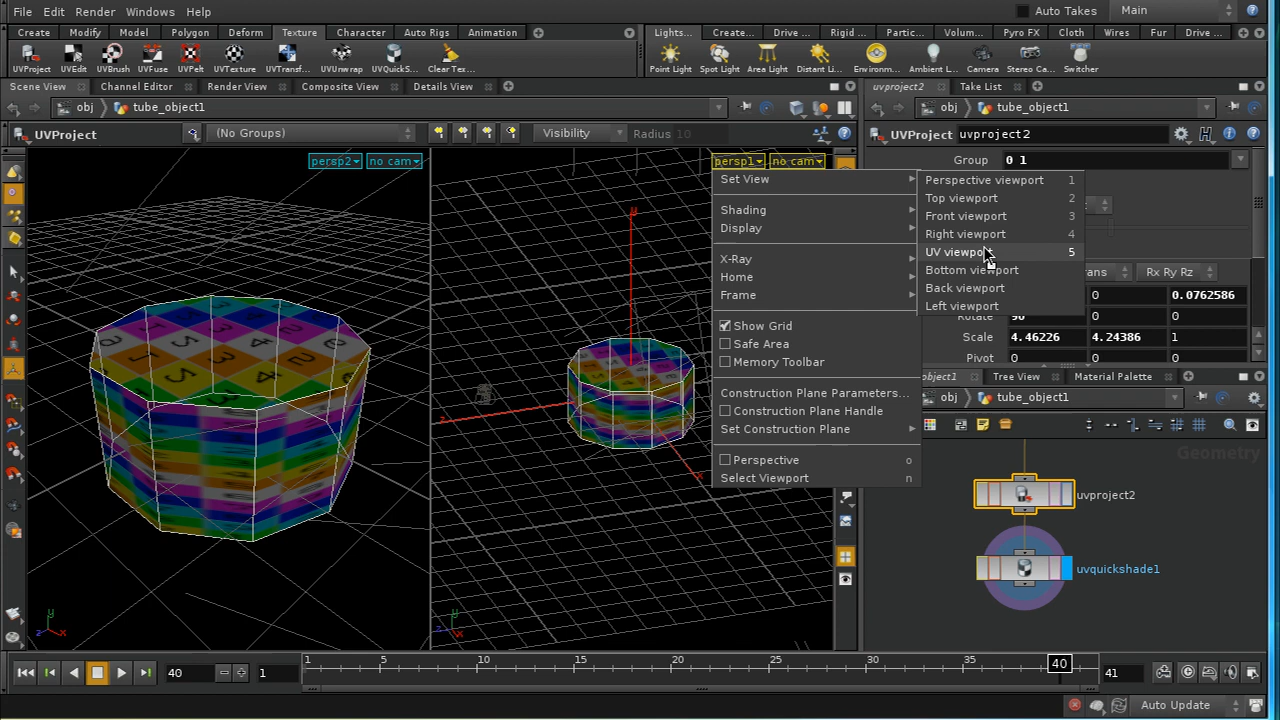 File Edit Render Windows Help
Auto Takes Main
Create Modify Model Polygon Deform Texture Character Auto Rigs Animation
Lights... Create... Drive ... Rigid ... Partic... Volum... Pyro FX Cloth Wires Fur Drive ...
UVProject UVEdit UVBrush UVFuse UVPelt UVTexture UVTransf... UVUnwrap UVQuickS... Clear Tex...
Point Light Spot Light Area Light Distant Li... Environm... Ambient L... Camera Stereo Ca... Switcher
Scene View Channel Editor Render View Composite View Details View
uvproject2 Take List
obj tube_object1
obj tube_object1
UVProject (No Groups) Visibility Radius 10
UVProject uvproject2
Group 0 1
persp2 no cam
persp1 no cam
Set View
Shading
Display
X-Ray
Home
Frame
Show Grid
Safe Area
Memory Toolbar
Construction Plane Parameters...
Construction Plane Handle
Set Construction Plane
Perspective o
Select Viewport n
Perspective viewport 1
Top viewport 2
Front viewport 3
Right viewport 4
UV viewport 5
Bottom viewport
Back viewport
Left viewport
rans Rx Ry Rz
0 0.0762586
Rotate 90
Scale 4.46226 4.24386 1
Pivot 0 0 0
object1 Tree View Material Palette
obj tube_object1
Geometry
uvproject2
uvquickshade1
y z x
y z x
y
z
x
40 1
1 5 10 15 20 25 30 35 40
41
Auto Update